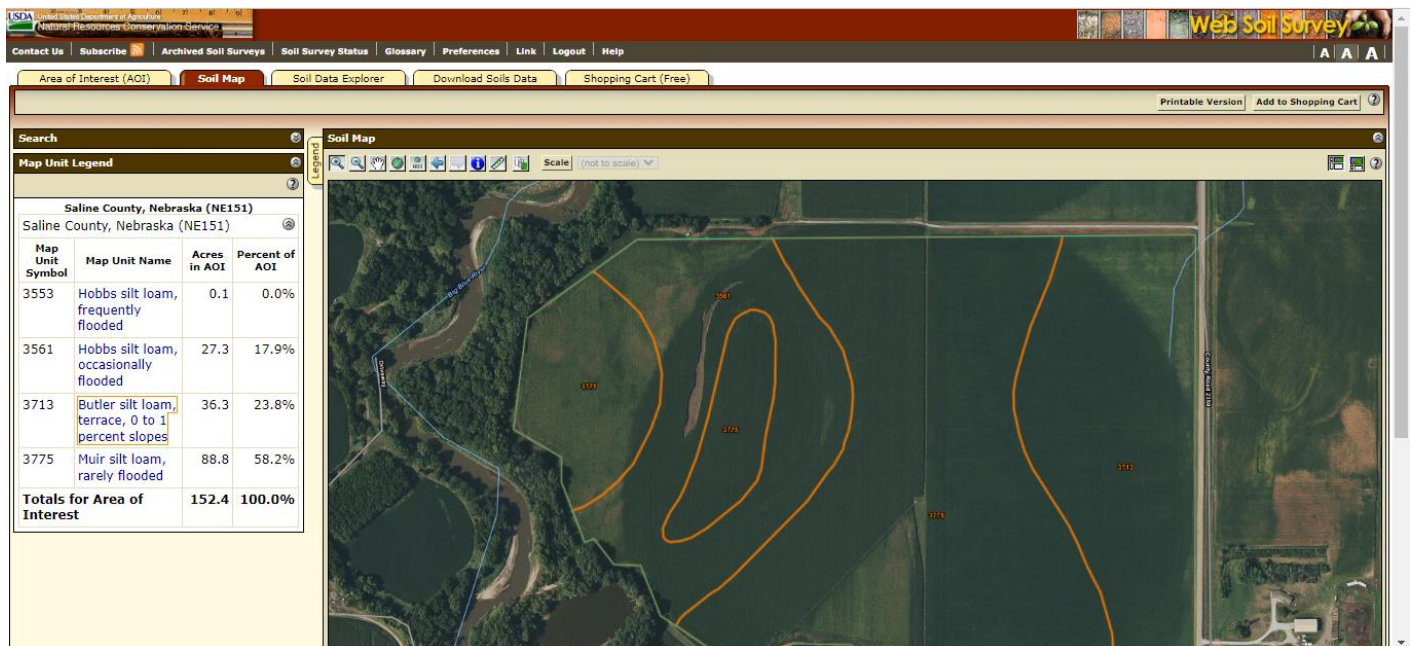 USDA United States Department of Agriculture
Natural Resources Conservation Service
Web Soil Survey
Contact Us | Subscribe | Archived Soil Surveys | Soil Survey Status | Glossary | Preferences | Link | Logout | Help
A A A
Area of Interest (AOI) Soil Map Soil Data Explorer Download Soils Data Shopping Cart (Free)
Printable Version Add to Shopping Cart
Search
Map Unit Legend
Saline County, Nebraska (NE151)
Saline County, Nebraska (NE151)
Map Unit Symbol Map Unit Name Acres in AOI Percent of AOI
3553 Hobbs silt loam, 0.1 0.0%
frequently
flooded
3561 Hobbs silt loam, 27.3 17.9%
occasionally
flooded
3713 Butler silt loam, 36.3 23.8%
terrace, 0 to 1
percent slopes
3775 Muir silt loam, 88.8 58.2%
rarely flooded
Totals for Area of 152.4 100.0%
Interest
Legend
Soil Map
Scale (not to scale)
Big Blue River
Driveway
3561
3775
3775
3775
3713
County Road 2150